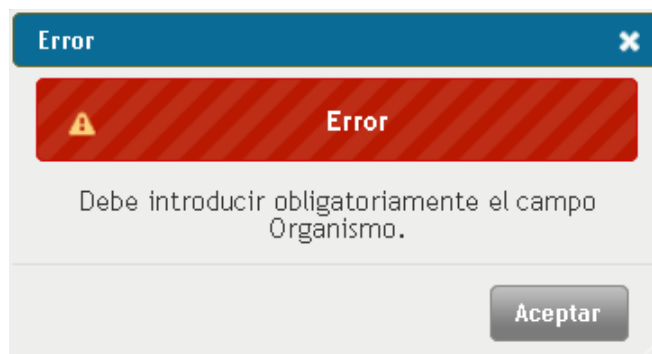 Error
Error
Debe introducir obligatoriamente el campo
Organismo.
Aceptar